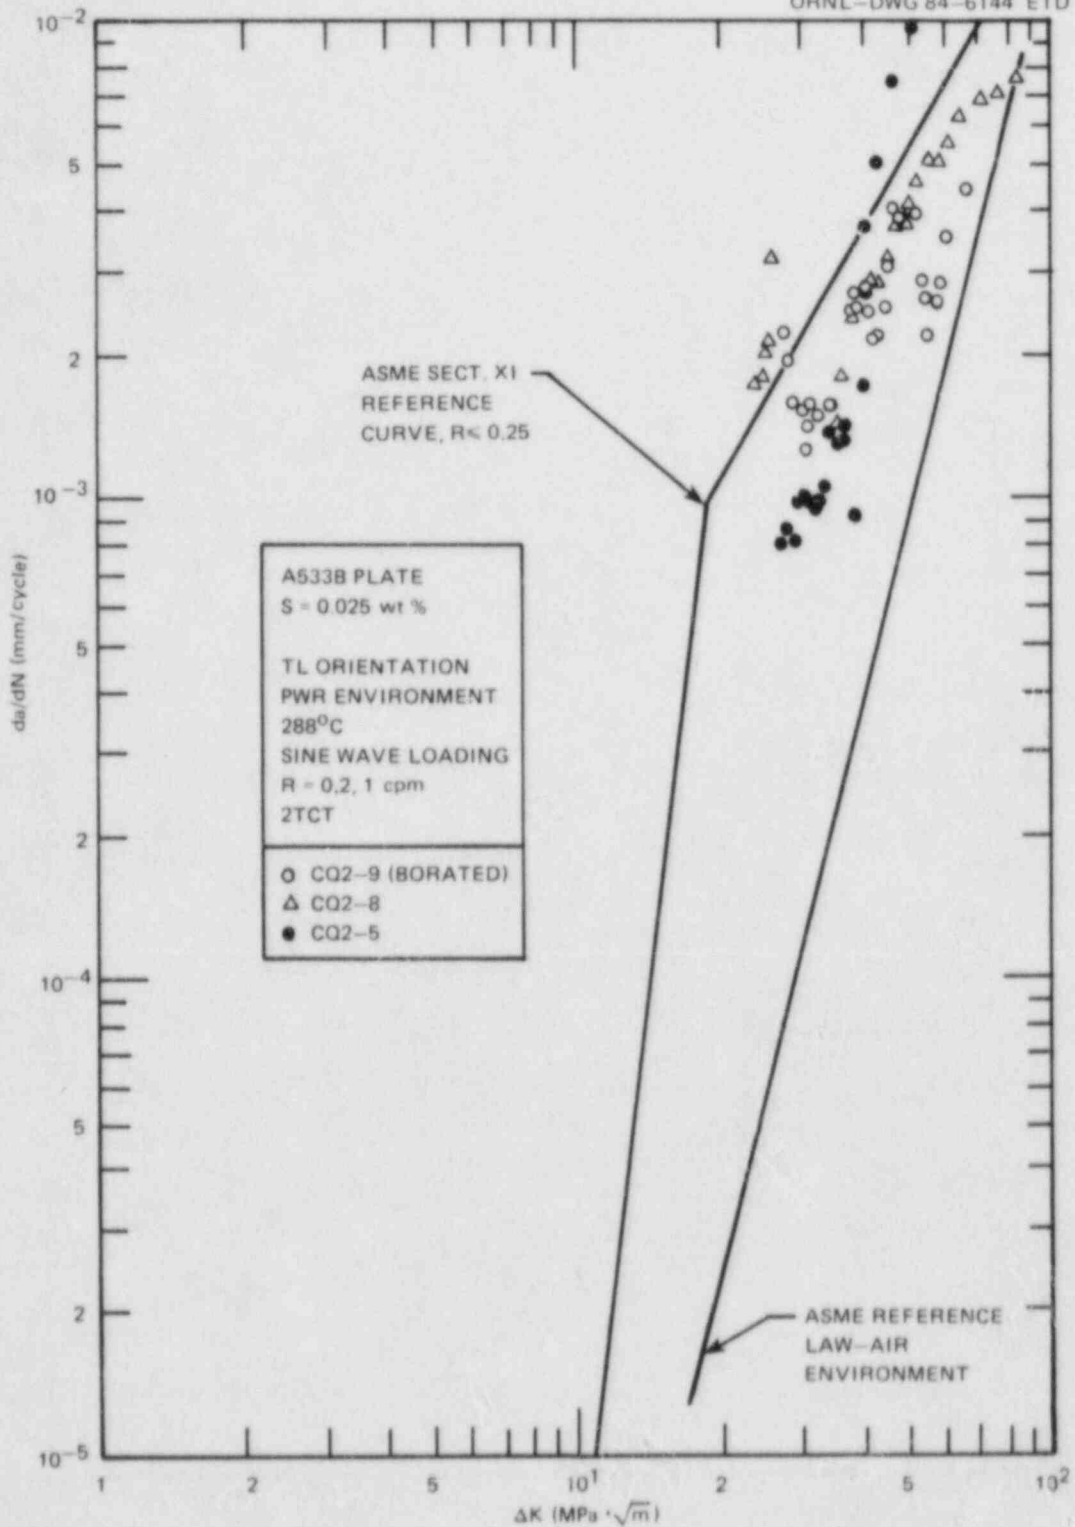 ORNL-DWG 84-6144 ETD
10⁻²
5
2
10⁻³
5
2
10⁻⁴
5
2
10⁻⁵
da/dN (mm/cycle)
ASME SECT. XI
REFERENCE
CURVE, R≤ 0.25
A533B PLATE
S = 0.025 wt %
TL ORIENTATION
PWR ENVIRONMENT
288⁰C
SINE WAVE LOADING
R = 0.2, 1 cpm
2TCT
CQ2-9 (BORATED)
CQ2-8
CQ2-5
ASME REFERENCE
LAW-AIR
ENVIRONMENT
1 2 5 10¹ 2 5 10²
ΔK (MPa·√m)